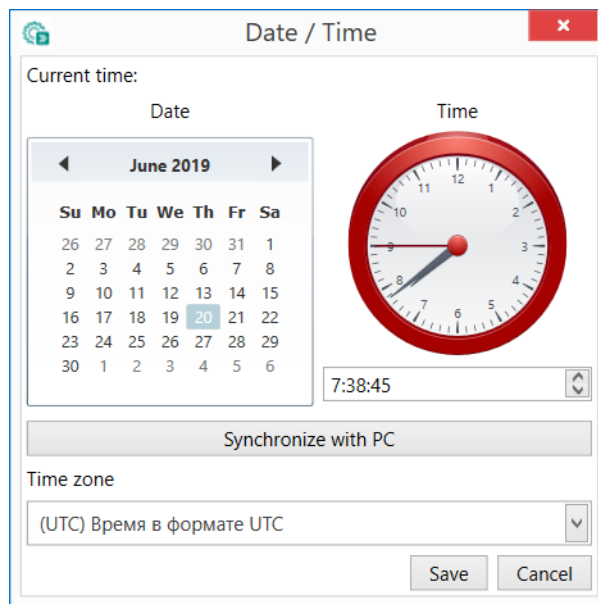 Date / Time
Current time:
Date
Time
June 2019
Su Mo Tu We Th Fr Sa
26 27 28 29 30 31 1
2 3 4 5 6 7 8
9 10 11 12 13 14 15
16 17 18 19 20 21 22
23 24 25 26 27 28 29
30 1 2 3 4 5 6
12
11 1
10 2
9 3
8 4
7 5
6
7:38:45
Synchronize with PC
Time zone
(UTC) Время в формате UTC
Save Cancel